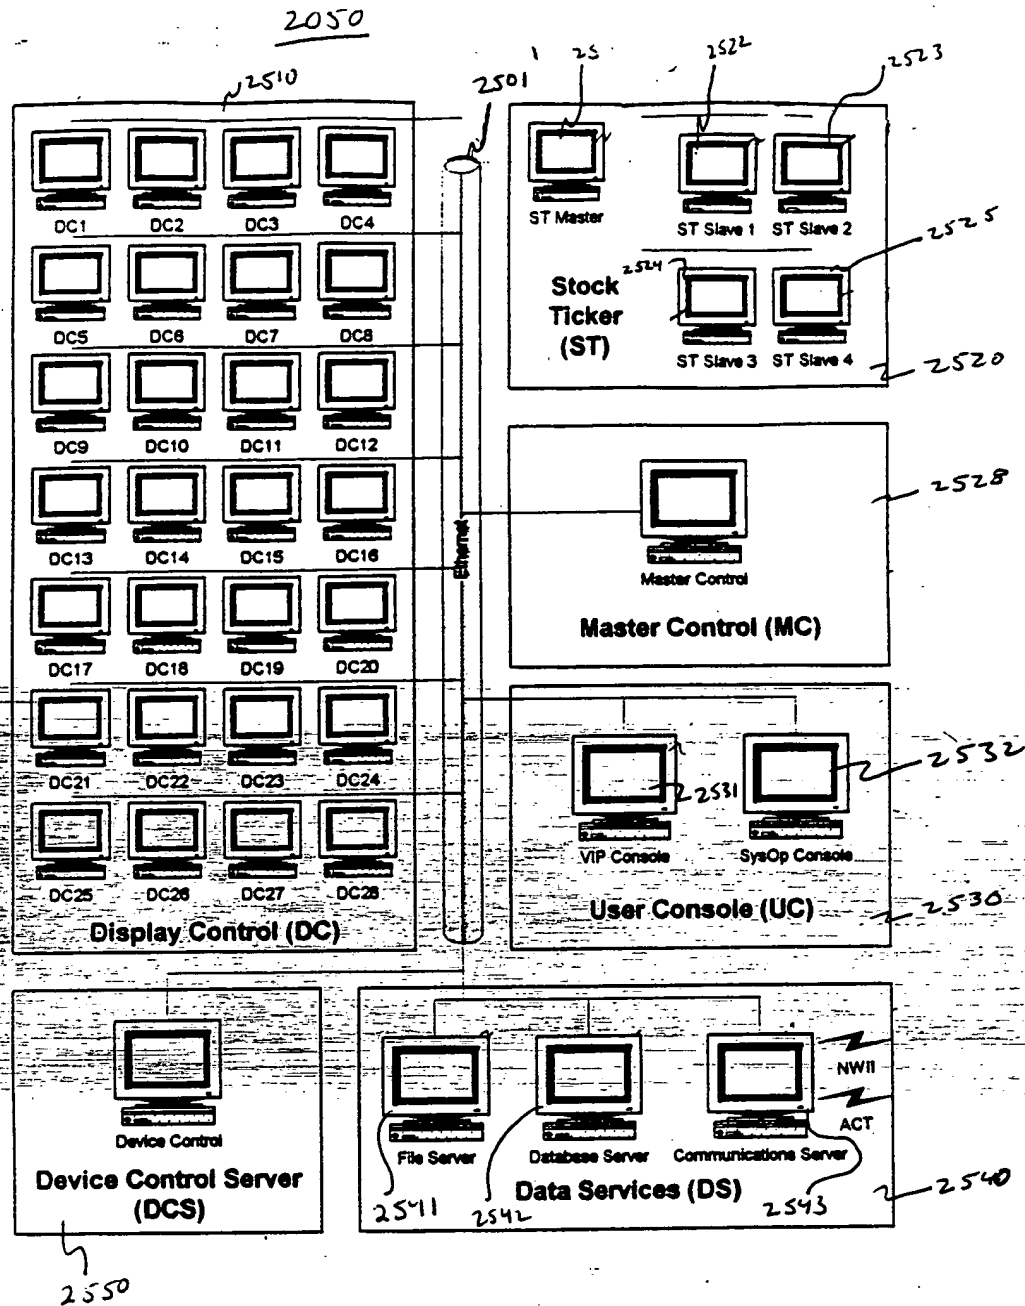 2050
2510
2501
25
2522
2523
DC1 DC2 DC3 DC4
DC5 DC6 DC7 DC8
DC9 DC10 DC11 DC12
DC13 DC14 DC15 DC16
DC17 DC18 DC19 DC20
DC21 DC22 DC23 DC24
DC25 DC26 DC27 DC28
Display Control (DC)
Ethernet
ST Master
ST Slave 1 ST Slave 2
2525
2524
Stock
Ticker
(ST)
ST Slave 3 ST Slave 4
2520
2528
Master Control
Master Control (MC)
2532
2531
VIP Console SysOp Console
User Console (UC)
2530
Device Control
Device Control Server
(DCS)
2550
NWII
ACT
File Server Database Server Communications Server
Data Services (DS)
2541 2542 2543
2540